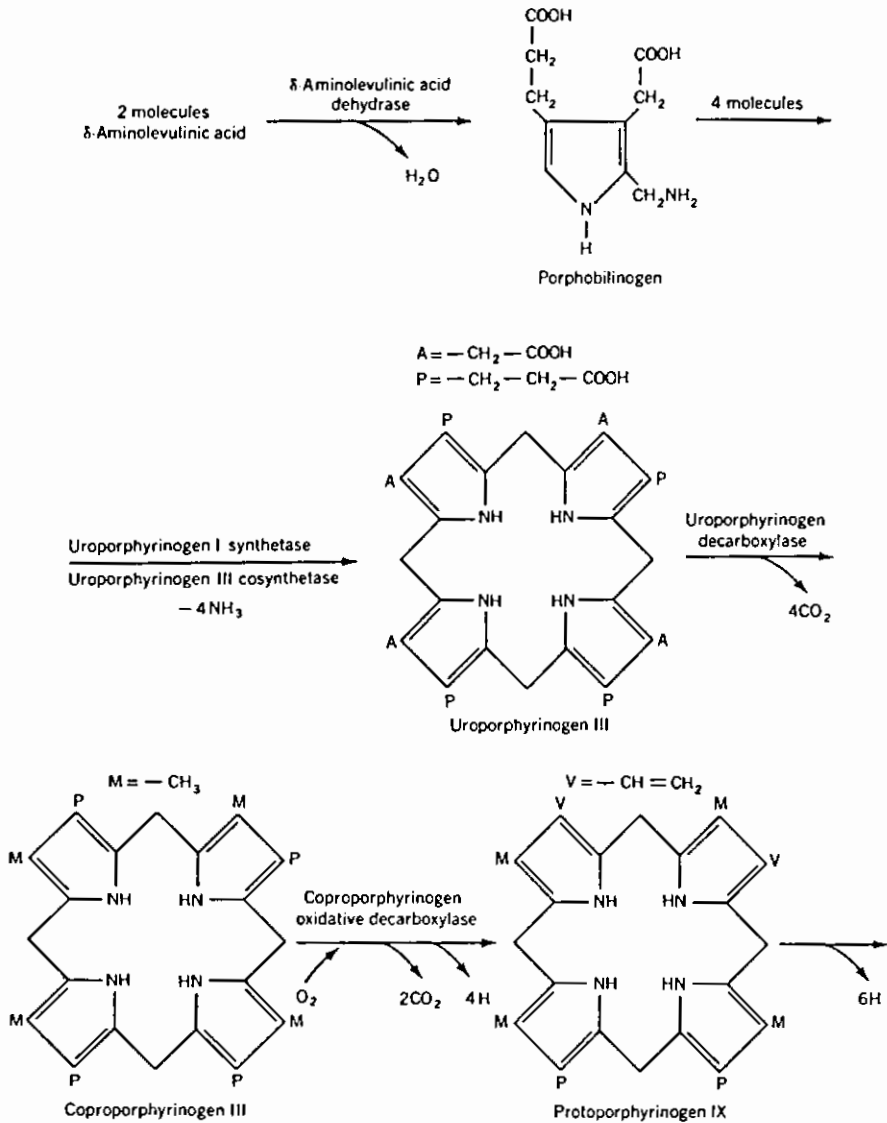 COOH
CH2
CH2
COOH
CH2
2 molecules
δ-Aminolevulinic acid
δ-Aminolevulinic acid
dehydrase
H2O
N
H
CH2NH2
4 molecules
Porphobilinogen
A = — CH2 — COOH
P = — CH2 — CH2 — COOH
P
A
A
P
NH
HN
Uroporphyrinogen I synthetase
Uroporphyrinogen III cosynthetase
— 4NH3
Uroporphyrinogen
decarboxylase
4CO2
NH
HN
A
A
P
P
Uroporphyrinogen III
M = — CH3
P
M
M
P
NH
HN
NH
HN
M
M
P
P
Coproporphyrinogen III
Coproporphyrinogen
oxidative decarboxylase
O2
2CO2
4H
V = — CH = CH2
V
M
M
V
NH
HN
NH
HN
M
M
P
P
Protoporphyrinogen IX
6H